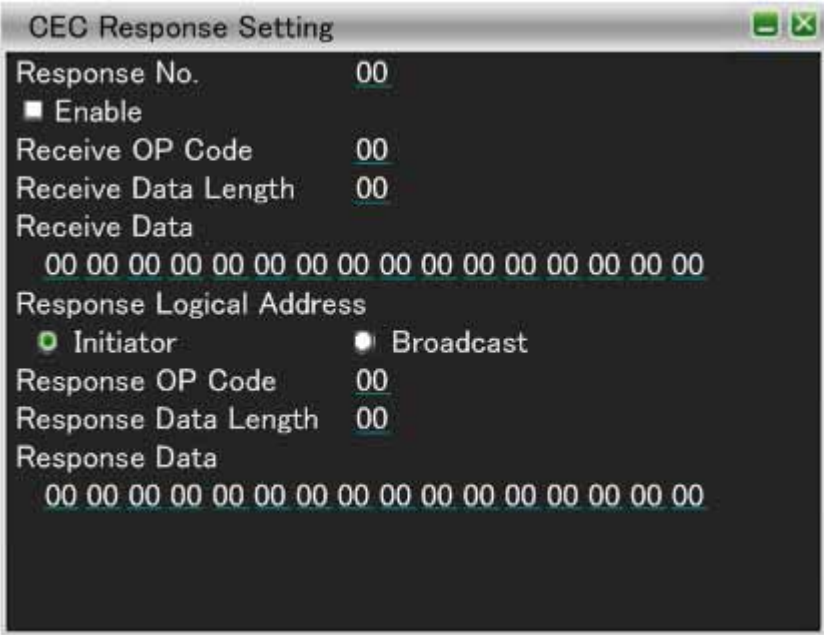 CEC Response Setting
Response No. 00
Enable
Receive OP Code 00
Receive Data Length 00
Receive Data
00 00 00 00 00 00 00 00 00 00 00 00 00 00 00 00
Response Logical Address
Initiator Broadcast
Response OP Code 00
Response Data Length 00
Response Data
00 00 00 00 00 00 00 00 00 00 00 00 00 00 00 00